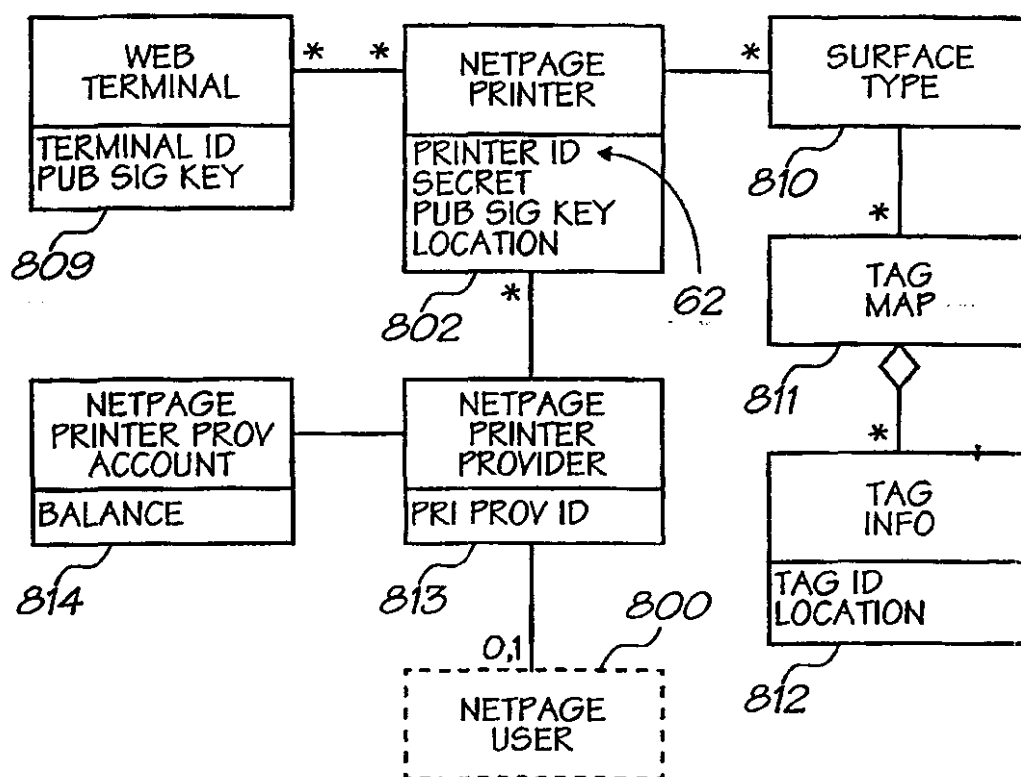 WEB
TERMINAL
TERMINAL ID
PUB SIG KEY
809
*
*
NETPAGE
PRINTER
PRINTER ID
SECRET
PUB SIG KEY
LOCATION
802
62
*
SURFACE
TYPE
810
*
TAG
MAP
811
*
TAG
INFO
TAG ID
LOCATION
812
*
NETPAGE
PRINTER PROV
ACCOUNT
BALANCE
814
NETPAGE
PRINTER
PROVIDER
PRI PROV ID
813
800
0,1
NETPAGE
USER